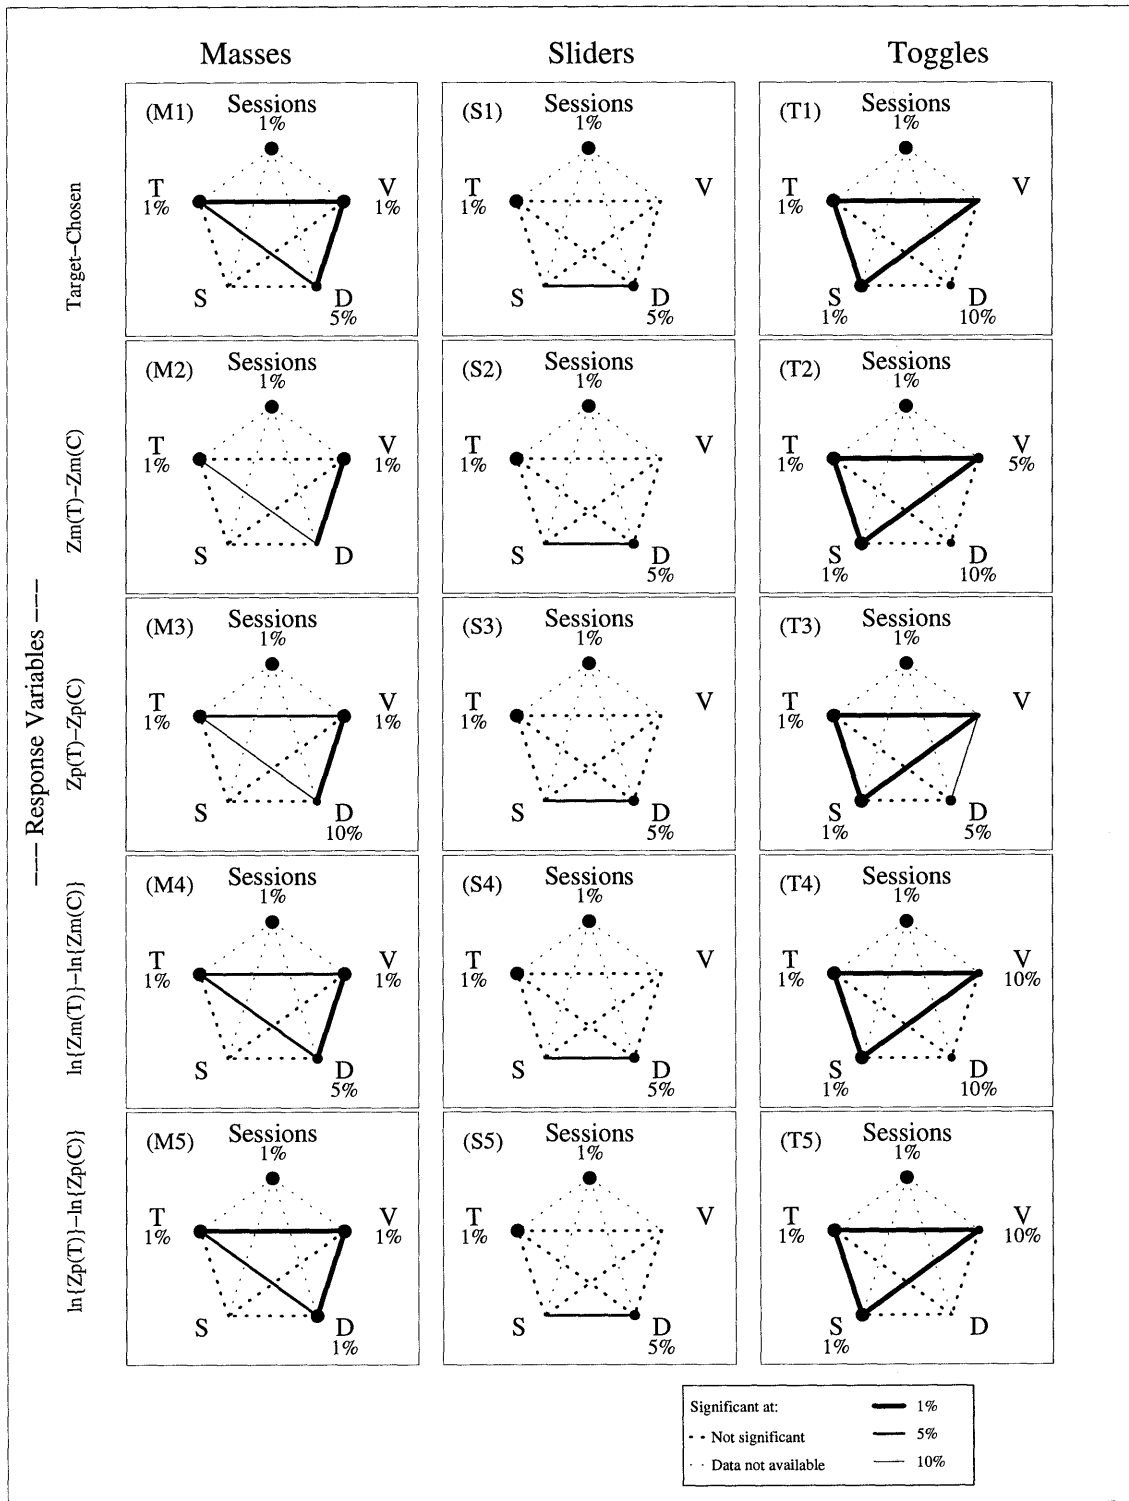 Masses Sliders Toggles
--- Response Variables ---
Target–Chosen
(M1) Sessions
1%
T V
1% 1%
S D
5%
(S1) Sessions
1%
T V
1%
S D
5%
(T1) Sessions
1%
T V
1%
S D
1% 10%
Zm(T)–Zm(C)
(M2) Sessions
1%
T V
1% 1%
S D
(S2) Sessions
1%
T V
1%
S D
5%
(T2) Sessions
1%
T V
1% 5%
S D
1% 10%
Zp(T)–Zp(C)
(M3) Sessions
1%
T V
1% 1%
S D
10%
(S3) Sessions
1%
T V
1%
S D
5%
(T3) Sessions
1%
T V
1%
S D
1% 5%
ln{Zm(T)}–ln{Zm(C)}
(M4) Sessions
1%
T V
1% 1%
S D
5%
(S4) Sessions
1%
T V
1%
S D
5%
(T4) Sessions
1%
T V
1% 10%
S D
1% 10%
ln{Zp(T)}–ln{Zp(C)}
(M5) Sessions
1%
T V
1% 1%
S D
1%
(S5) Sessions
1%
T V
1%
S D
5%
(T5) Sessions
1%
T V
1% 10%
S D
1%
Significant at: 1%
Not significant 5%
Data not available 10%